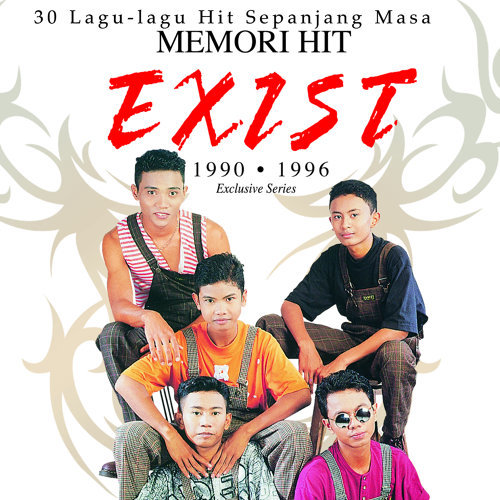 30 Lagu-lagu Hit Sepanjang Masa
MEMORI HIT
EXIST
1990 • 1996
Exclusive Series